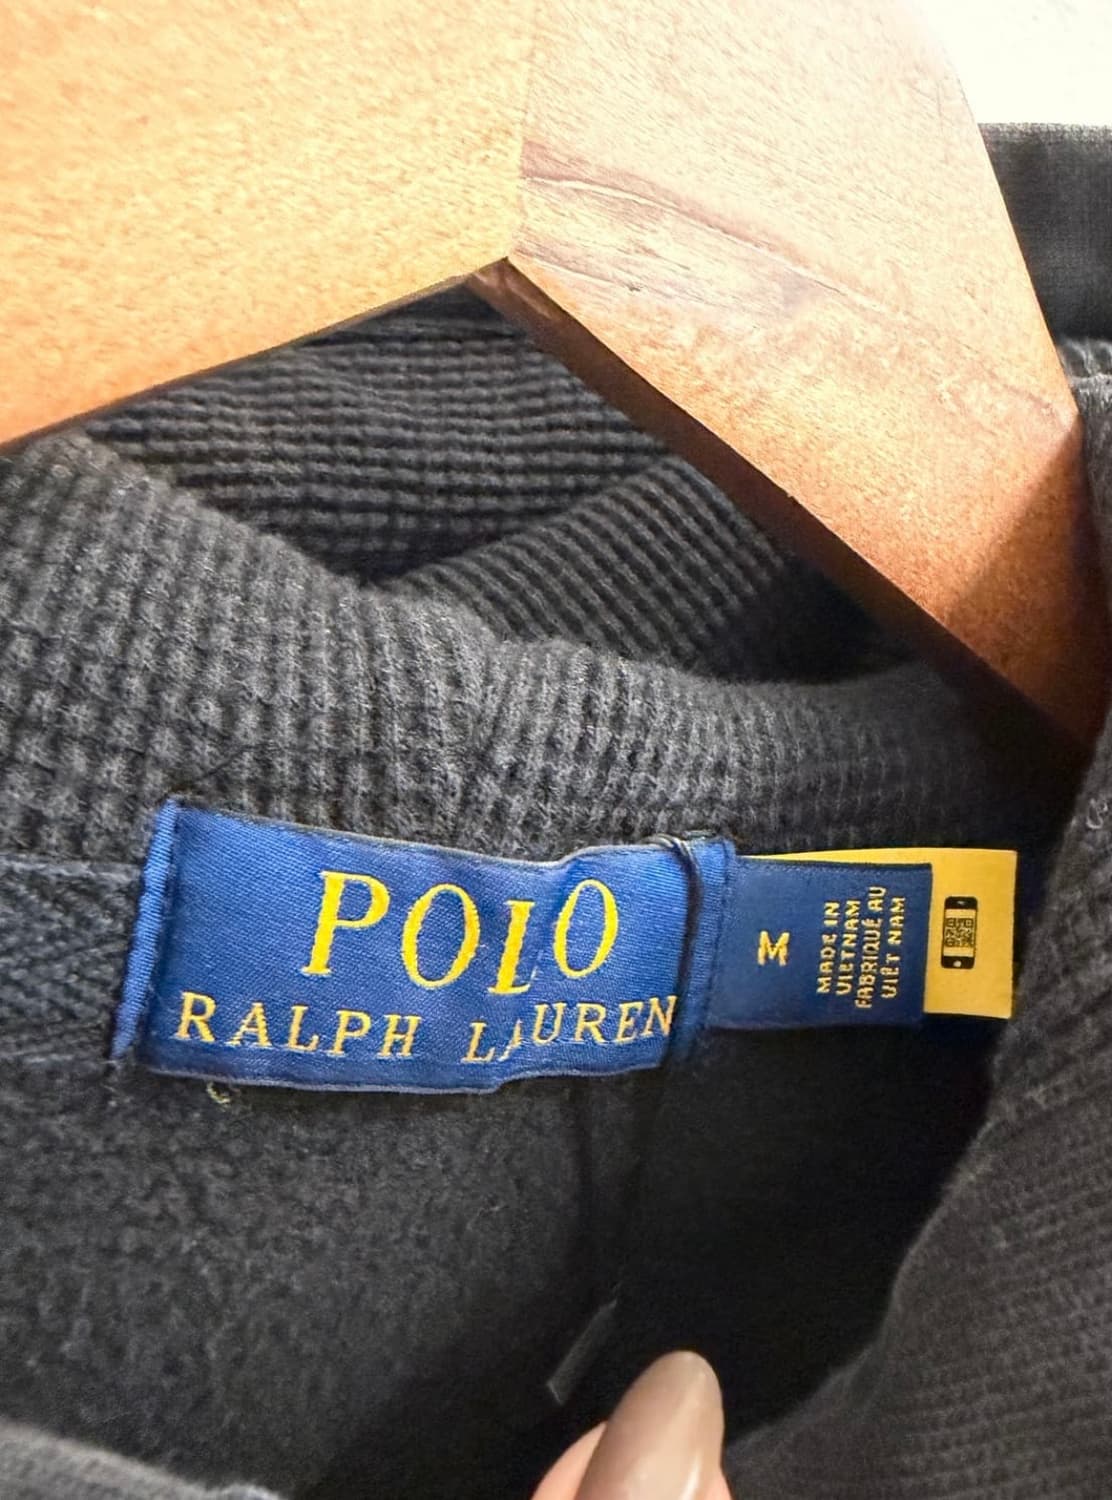 POLO
RALPH LAUREN
M
MADE IN
VIETNAM
FABRIQUÉ AU
VIÊT NAM